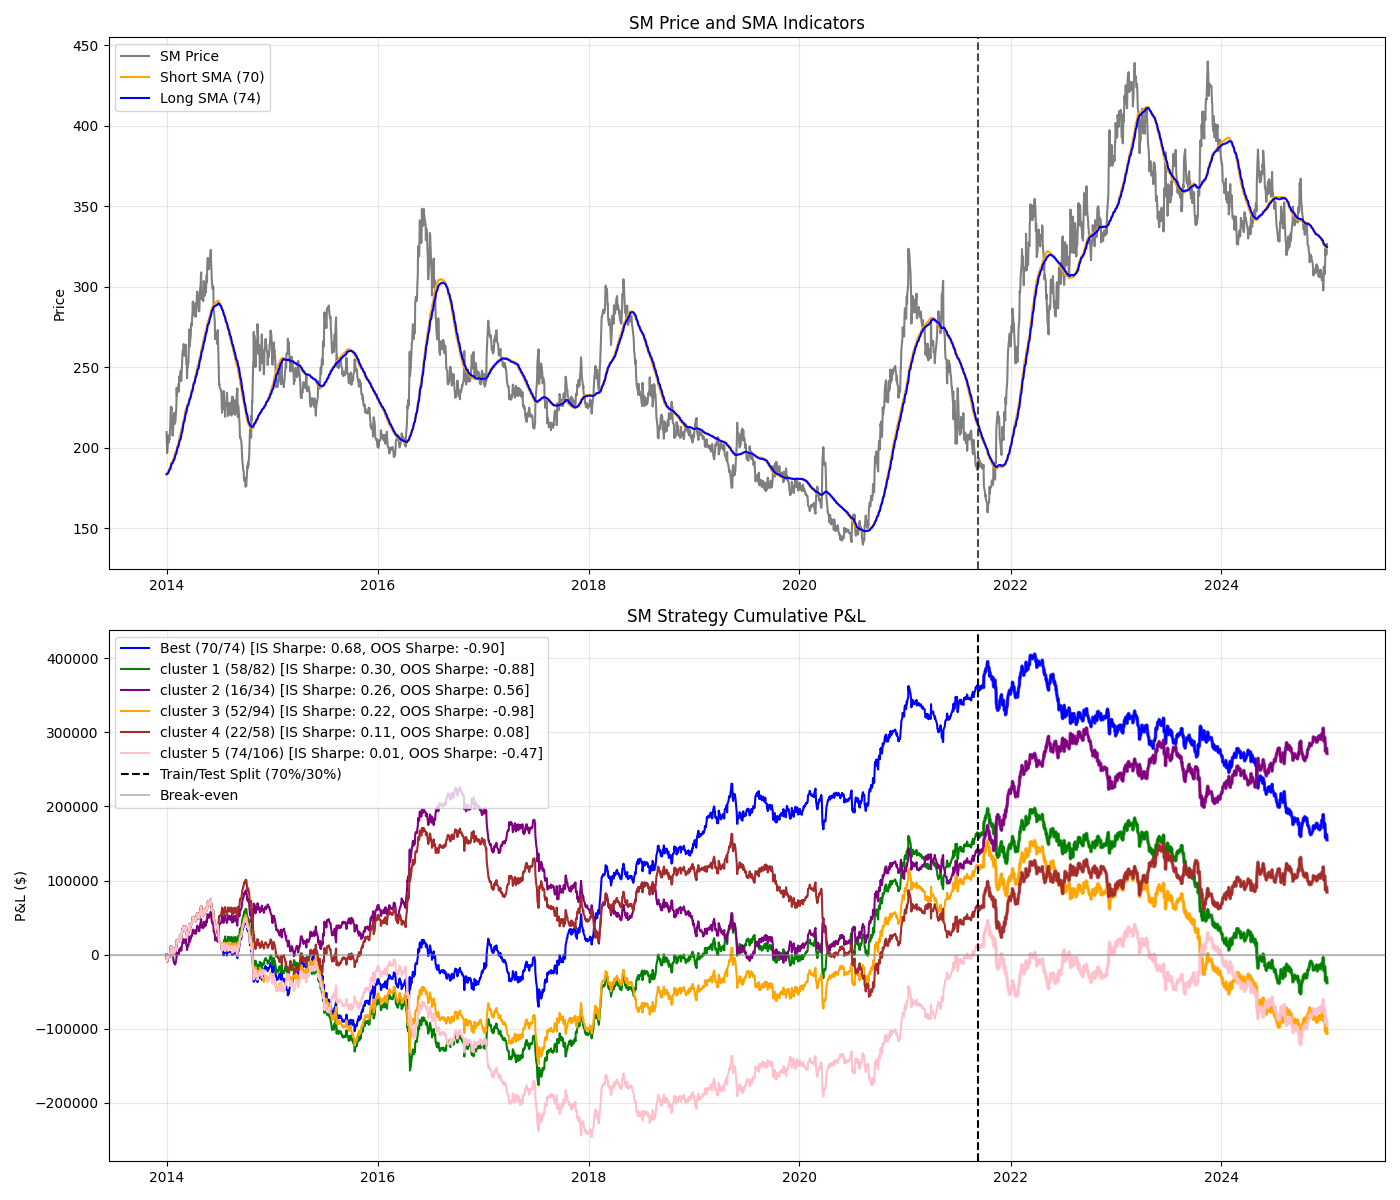 SM Price and SMA Indicators
SM Price
Short SMA (70)
Long SMA (74)
Price
450
400
350
300
250
200
150
2014
2016
2018
2020
2022
2024
SM Strategy Cumulative P&L
Best (70/74) [IS Sharpe: 0.68, OOS Sharpe: -0.90]
cluster 1 (58/82) [IS Sharpe: 0.30, OOS Sharpe: -0.88]
cluster 2 (16/34) [IS Sharpe: 0.26, OOS Sharpe: 0.56]
cluster 3 (52/94) [IS Sharpe: 0.22, OOS Sharpe: -0.98]
cluster 4 (22/58) [IS Sharpe: 0.11, OOS Sharpe: 0.08]
cluster 5 (74/106) [IS Sharpe: 0.01, OOS Sharpe: -0.47]
Train/Test Split (70%/30%)
Break-even
P&L ($)
400000
300000
200000
100000
0
−100000
−200000
2014
2016
2018
2020
2022
2024